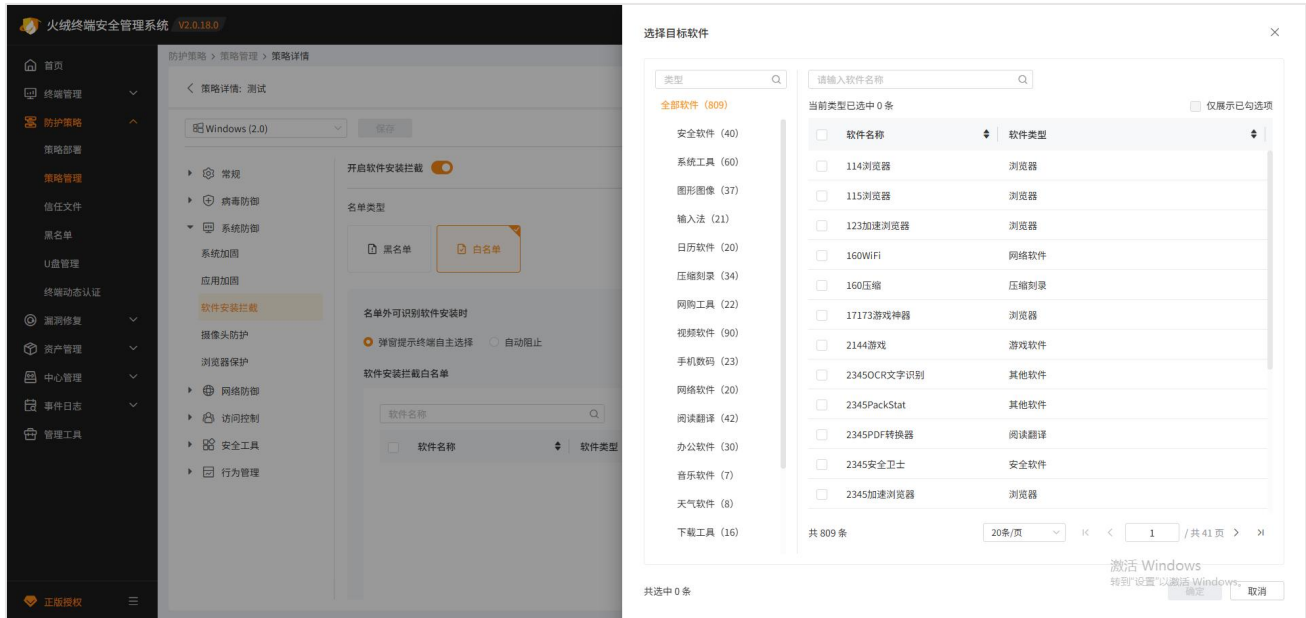 火绒终端安全管理系统 V2.0.18.0
首页
终端管理
防护策略
策略部署
策略管理
信任文件
黑名单
U盘管理
终端动态认证
漏洞修复
资产管理
中心管理
事件日志
管理工具
正版授权
防护策略 > 策略管理 > 策略详情
策略详情: 测试
Windows (2.0)
保存
常规
病毒防御
系统防御
系统加固
应用加固
软件安装拦截
摄像头防护
浏览器保护
网络防御
访问控制
安全工具
行为管理
开启软件安装拦截
名单类型
黑名单 白名单
名单外可识别软件安装时
弹窗提示终端自主选择 自动阻止
软件安装拦截白名单
软件名称
软件名称 软件类型
选择目标软件
类型
全部软件（809）
安全软件（40）
系统工具（60）
图形图像（37）
输入法（21）
日历软件（20）
压缩刻录（34）
网购工具（22）
视频软件（90）
手机数码（23）
网络软件（20）
阅读翻译（42）
办公软件（30）
音乐软件（7）
天气软件（8）
下载工具（16）
请输入软件名称
当前类型已选中 0 条 仅展示已勾选项
软件名称 软件类型
114浏览器 浏览器
115浏览器 浏览器
123加速浏览器 浏览器
160WiFi 网络软件
160压缩 压缩刻录
17173游戏神器 浏览器
2144游戏 游戏软件
2345OCR文字识别 其他软件
2345PackStat 其他软件
2345PDF转换器 阅读翻译
2345安全卫士 安全软件
2345加速浏览器 浏览器
共 809 条 20条/页 1 / 共 41 页
激活 Windows
转到"设置"以激活 Windows。
共选中 0 条 确定 取消